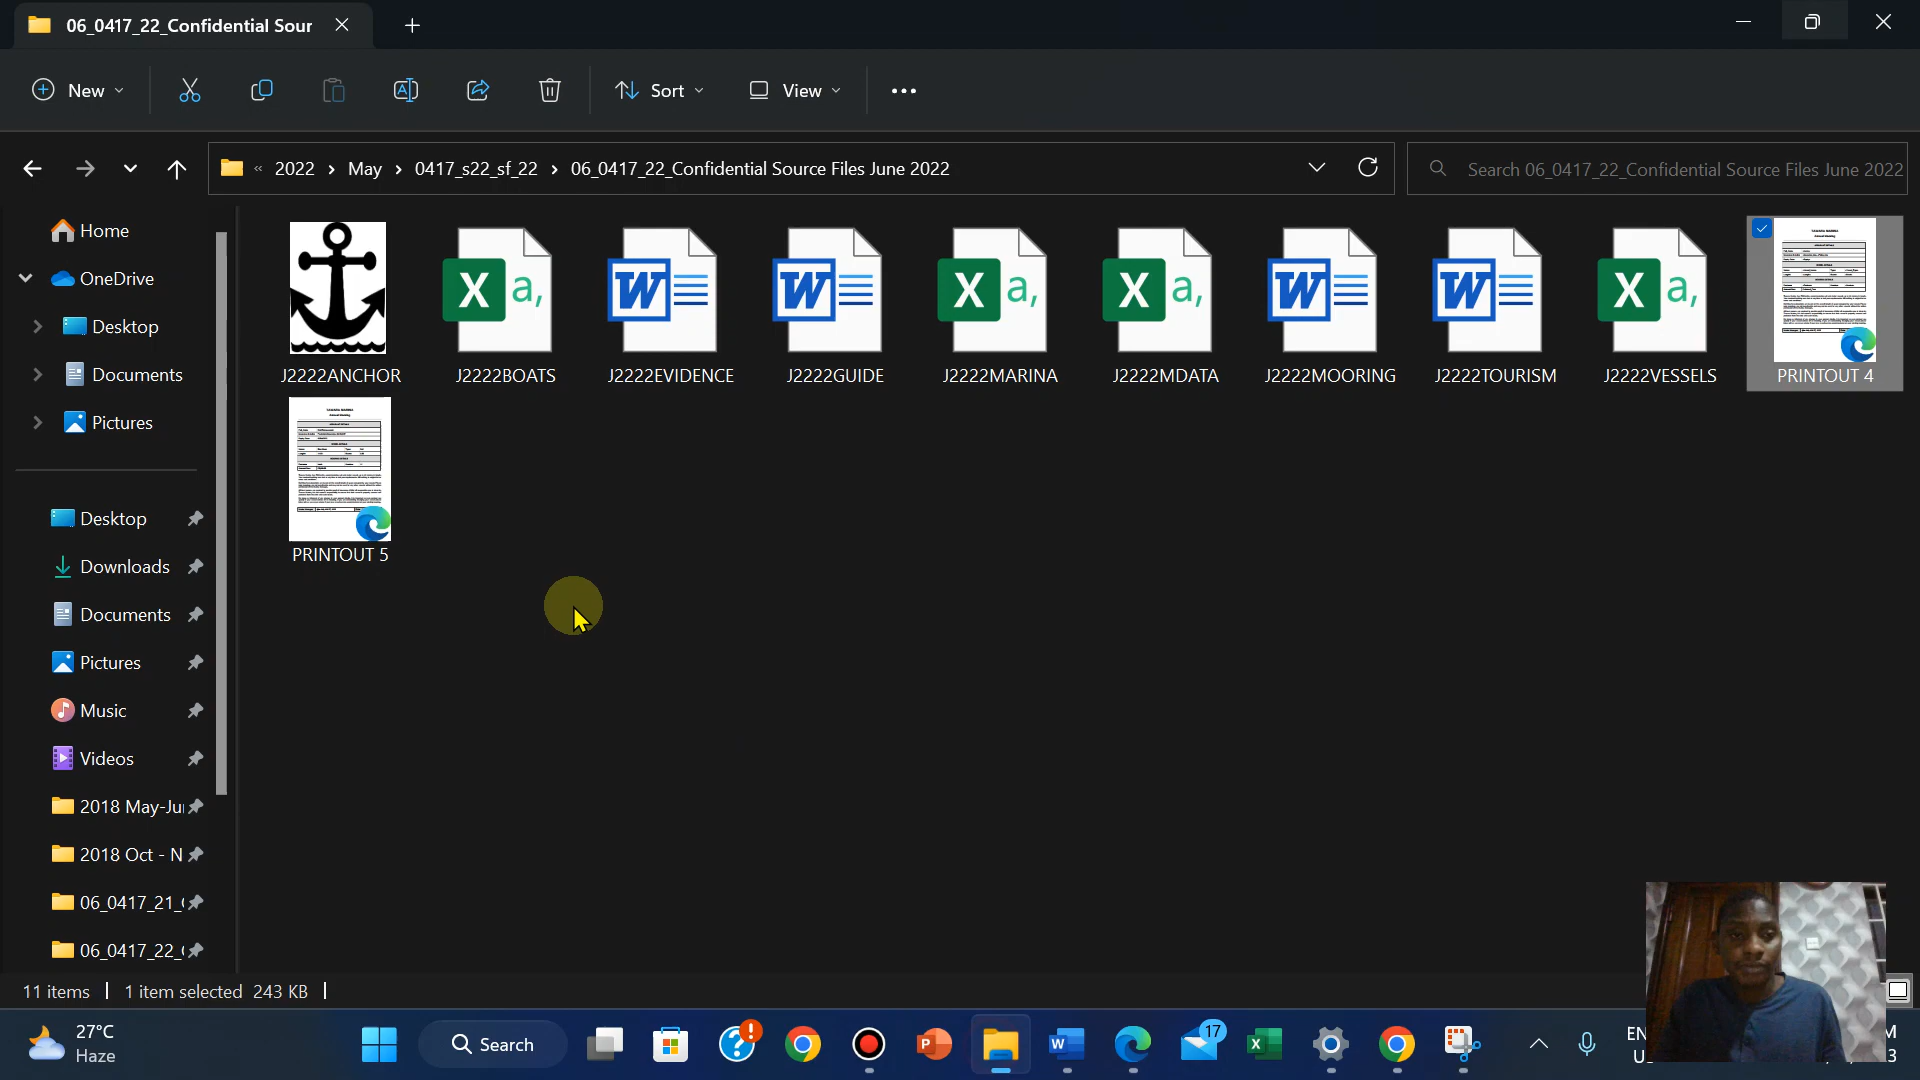 06_0417_22_Confidential Sour
New
Sort
View
« 2022 > May > 0417_s22_sf_22 > 06_0417_22_Confidential Source Files June 2022
Search 06_0417_22_Confidential Source Files June 2022
Home
OneDrive
Desktop
Documents
Pictures
Desktop
Downloads
Documents
Pictures
Music
Videos
2018 May-Ju
2018 Oct - N
06_0417_21_(
06_0417_22_(
J2222ANCHOR
J2222BOATS
J2222EVIDENCE
J2222GUIDE
J2222MARINA
J2222MDATA
J2222MOORING
J2222TOURISM
J2222VESSELS
PRINTOUT 4
PRINTOUT 5
11 items | 1 item selected 243 KB |
27°C
Haze
Search
17
EN